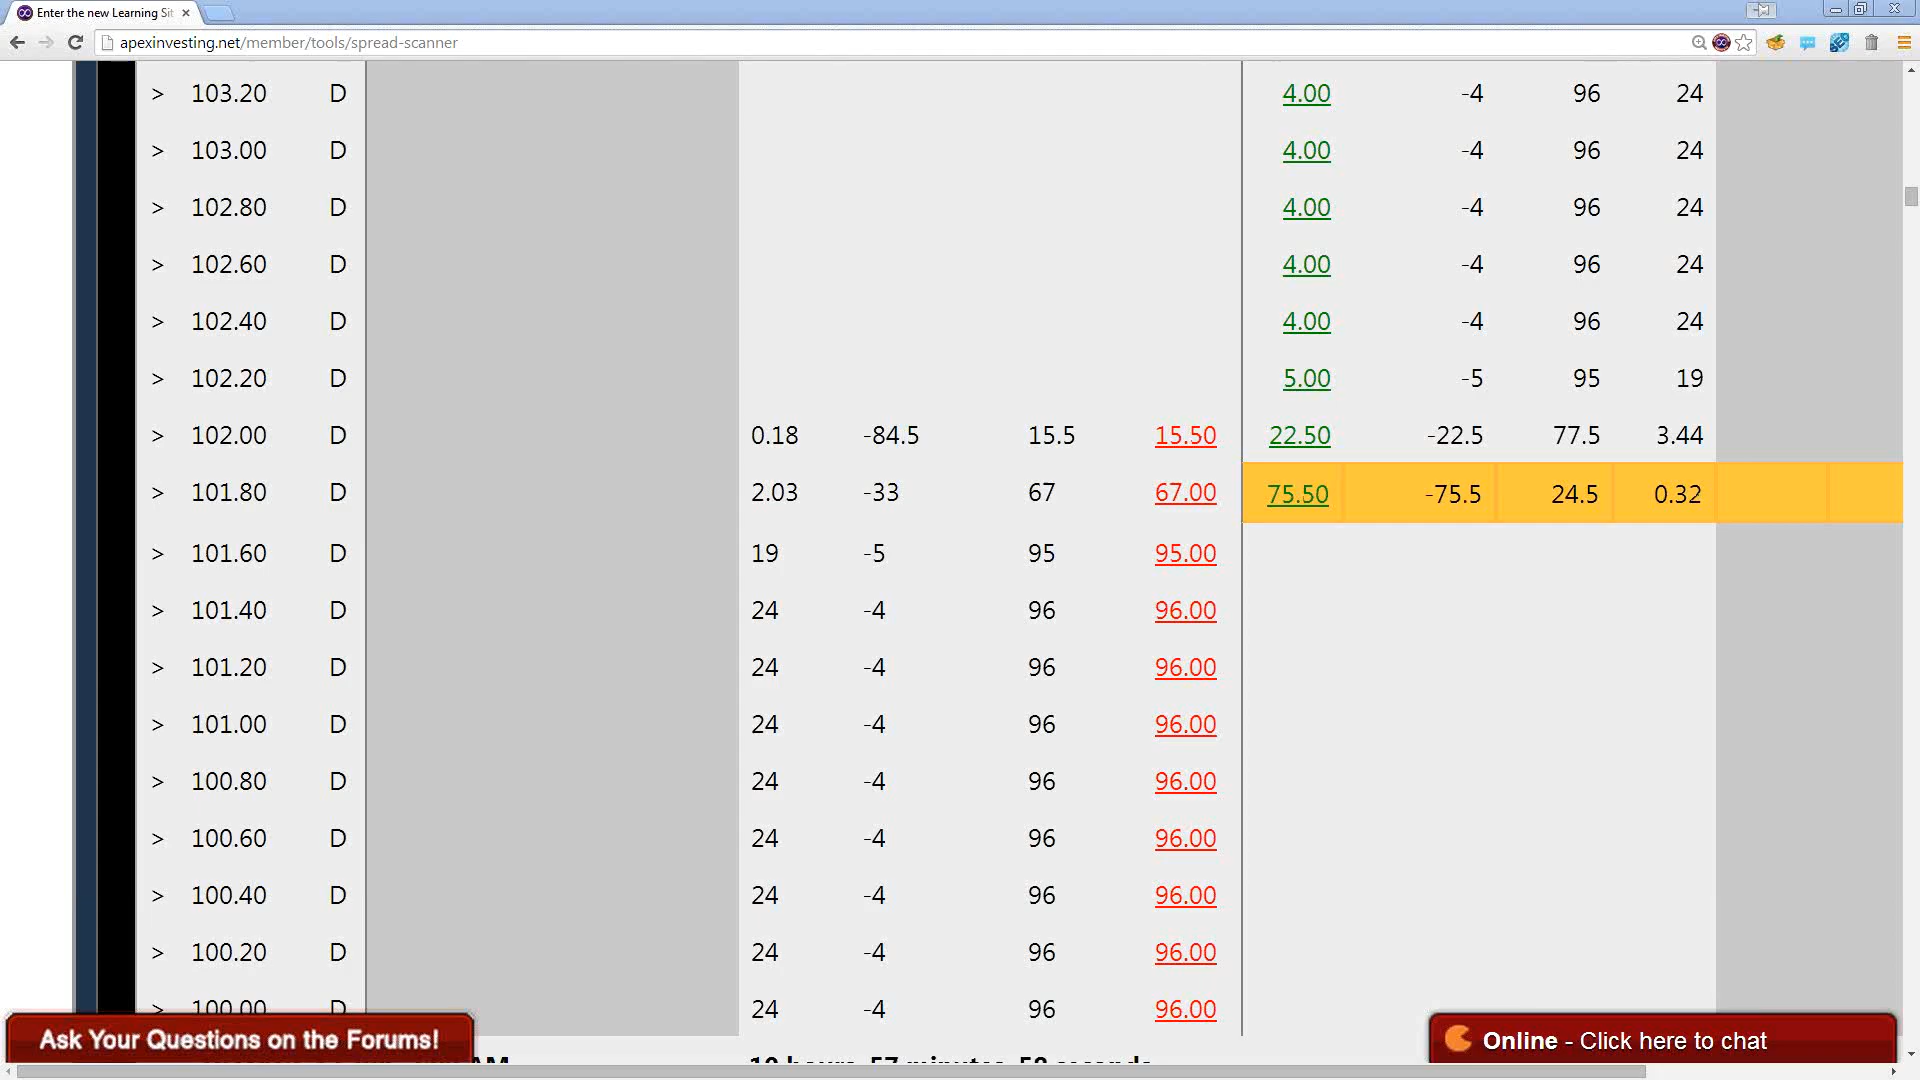 Enter the new Learning Sit
apexinvesting.net/member/tools/spread-scanner
> 103.20 D 4.00 -4 96 24
> 103.00 D 4.00 -4 96 24
> 102.80 D 4.00 -4 96 24
> 102.60 D 4.00 -4 96 24
> 102.40 D 4.00 -4 96 24
> 102.20 D 5.00 -5 95 19
> 102.00 D 0.18 -84.5 15.5 15.50 22.50 -22.5 77.5 3.44
> 101.80 D 2.03 -33 67 67.00 75.50 -75.5 24.5 0.32
> 101.60 D 19 -5 95 95.00
> 101.40 D 24 -4 96 96.00
> 101.20 D 24 -4 96 96.00
> 101.00 D 24 -4 96 96.00
> 100.80 D 24 -4 96 96.00
> 100.60 D 24 -4 96 96.00
> 100.40 D 24 -4 96 96.00
> 100.20 D 24 -4 96 96.00
> 100.00 D 24 -4 96 96.00
Ask Your Questions on the Forums!
Online - Click here to chat